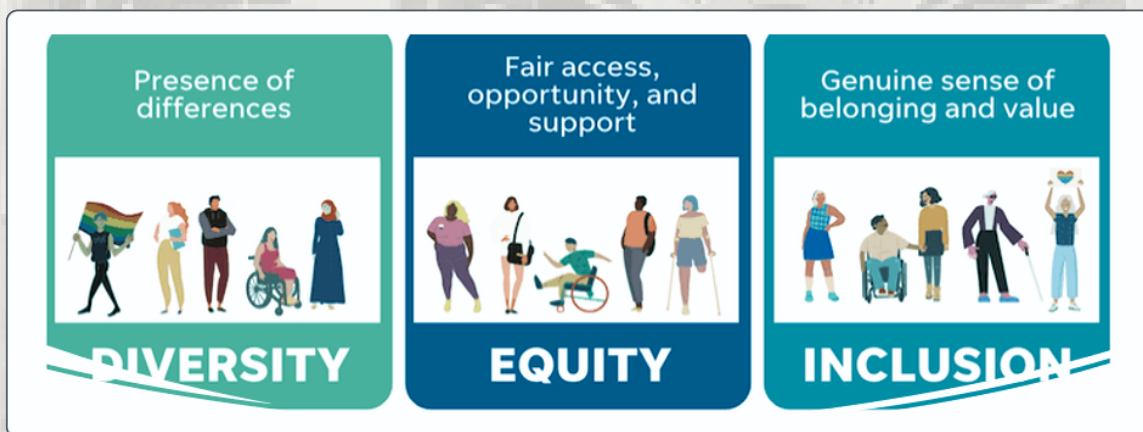 Presence of
differences
DIVERSITY
Fair access,
opportunity, and
support
EQUITY
Genuine sense of
belonging and value
INCLUSION